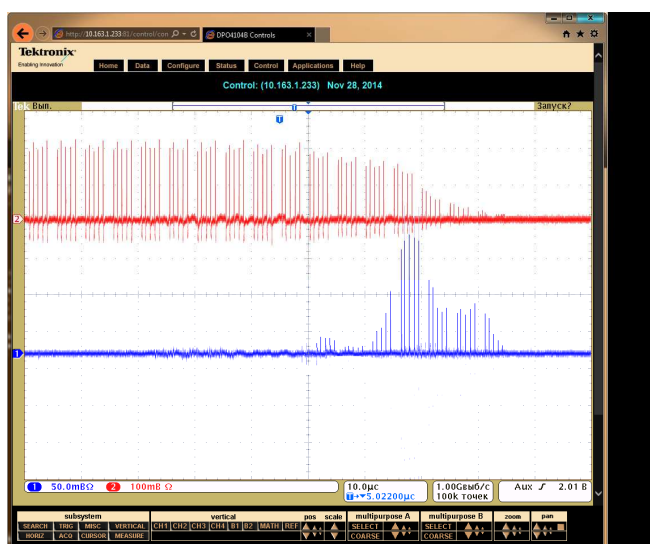 http://10.163.1.233:81/control/con
DPO4104B Controls
Tektronix
Enabling Innovation
Home Data Configure Status Control Applications Help
Control: (10.163.1.233) Nov 28, 2014
Tek Вып. Запуск?
T
T
2
1
1 50.0mВΩ 2 100mВ Ω 10.0µс 1.00Gвыб/с Aux ʃ 2.01 В
T→▼5.02200µс 100k точек
subsystem vertical pos scale multipurpose A multipurpose B zoom pan
SEARCH TRIG MISC VERTICAL CH1 CH2 CH3 CH4 B1 B2 MATH REF SELECT SELECT
HORIZ ACQ CURSOR MEASURE COARSE COARSE